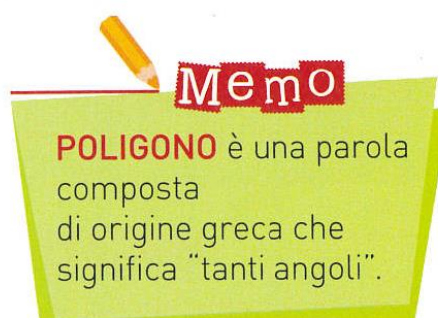 Memo
POLIGONO è una parola
composta
di origine greca che
significa "tanti angoli".